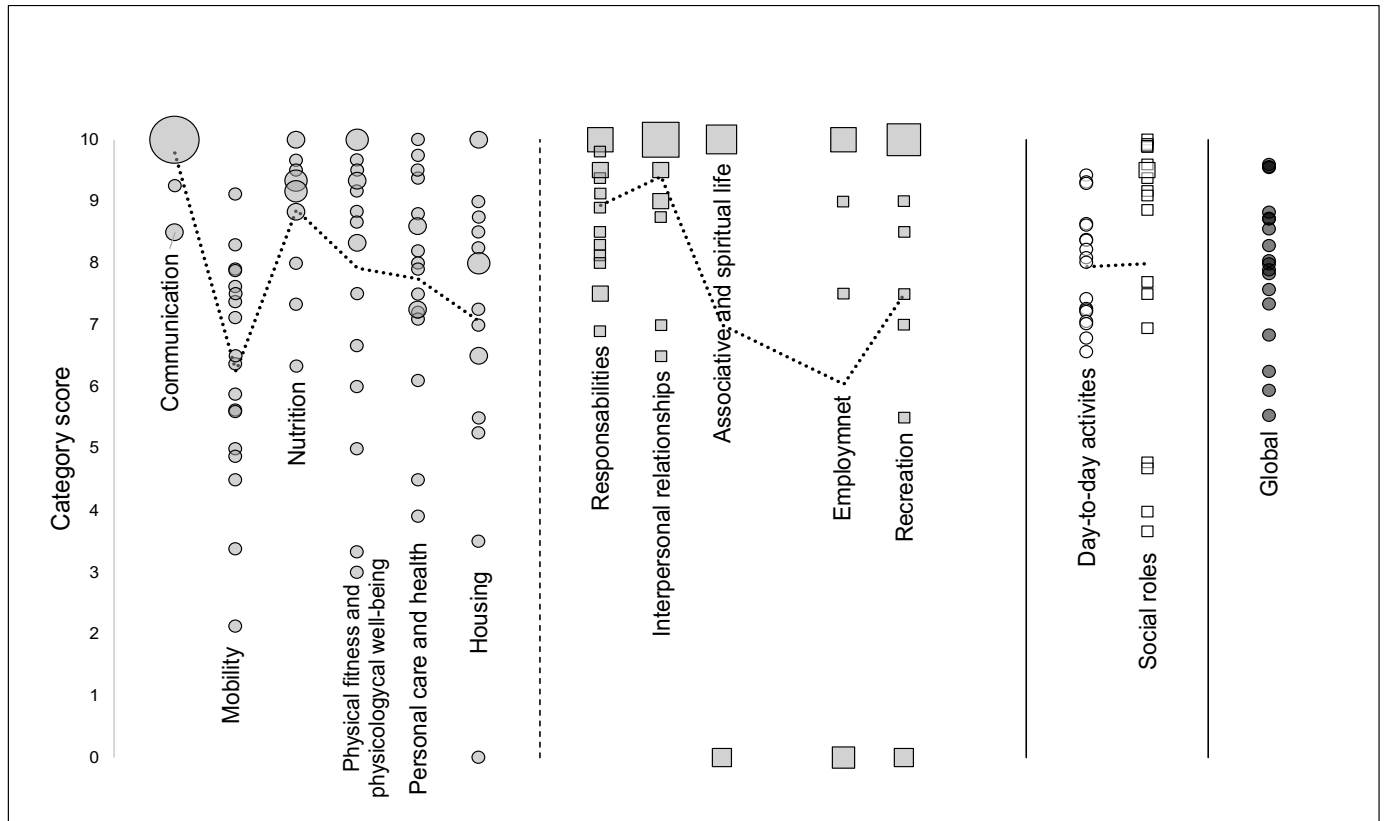 Category score
10
9
8
7
6
5
4
3
2
1
0
Communication
Mobility
Nutrition
Physical fitness and
physicologycal well-being
Personal care and health
Housing
Responsabilities
Interpersonal relationships
Associative and spiritual life
Employmnet
Recreation
Day-to-day activites
Social roles
Global